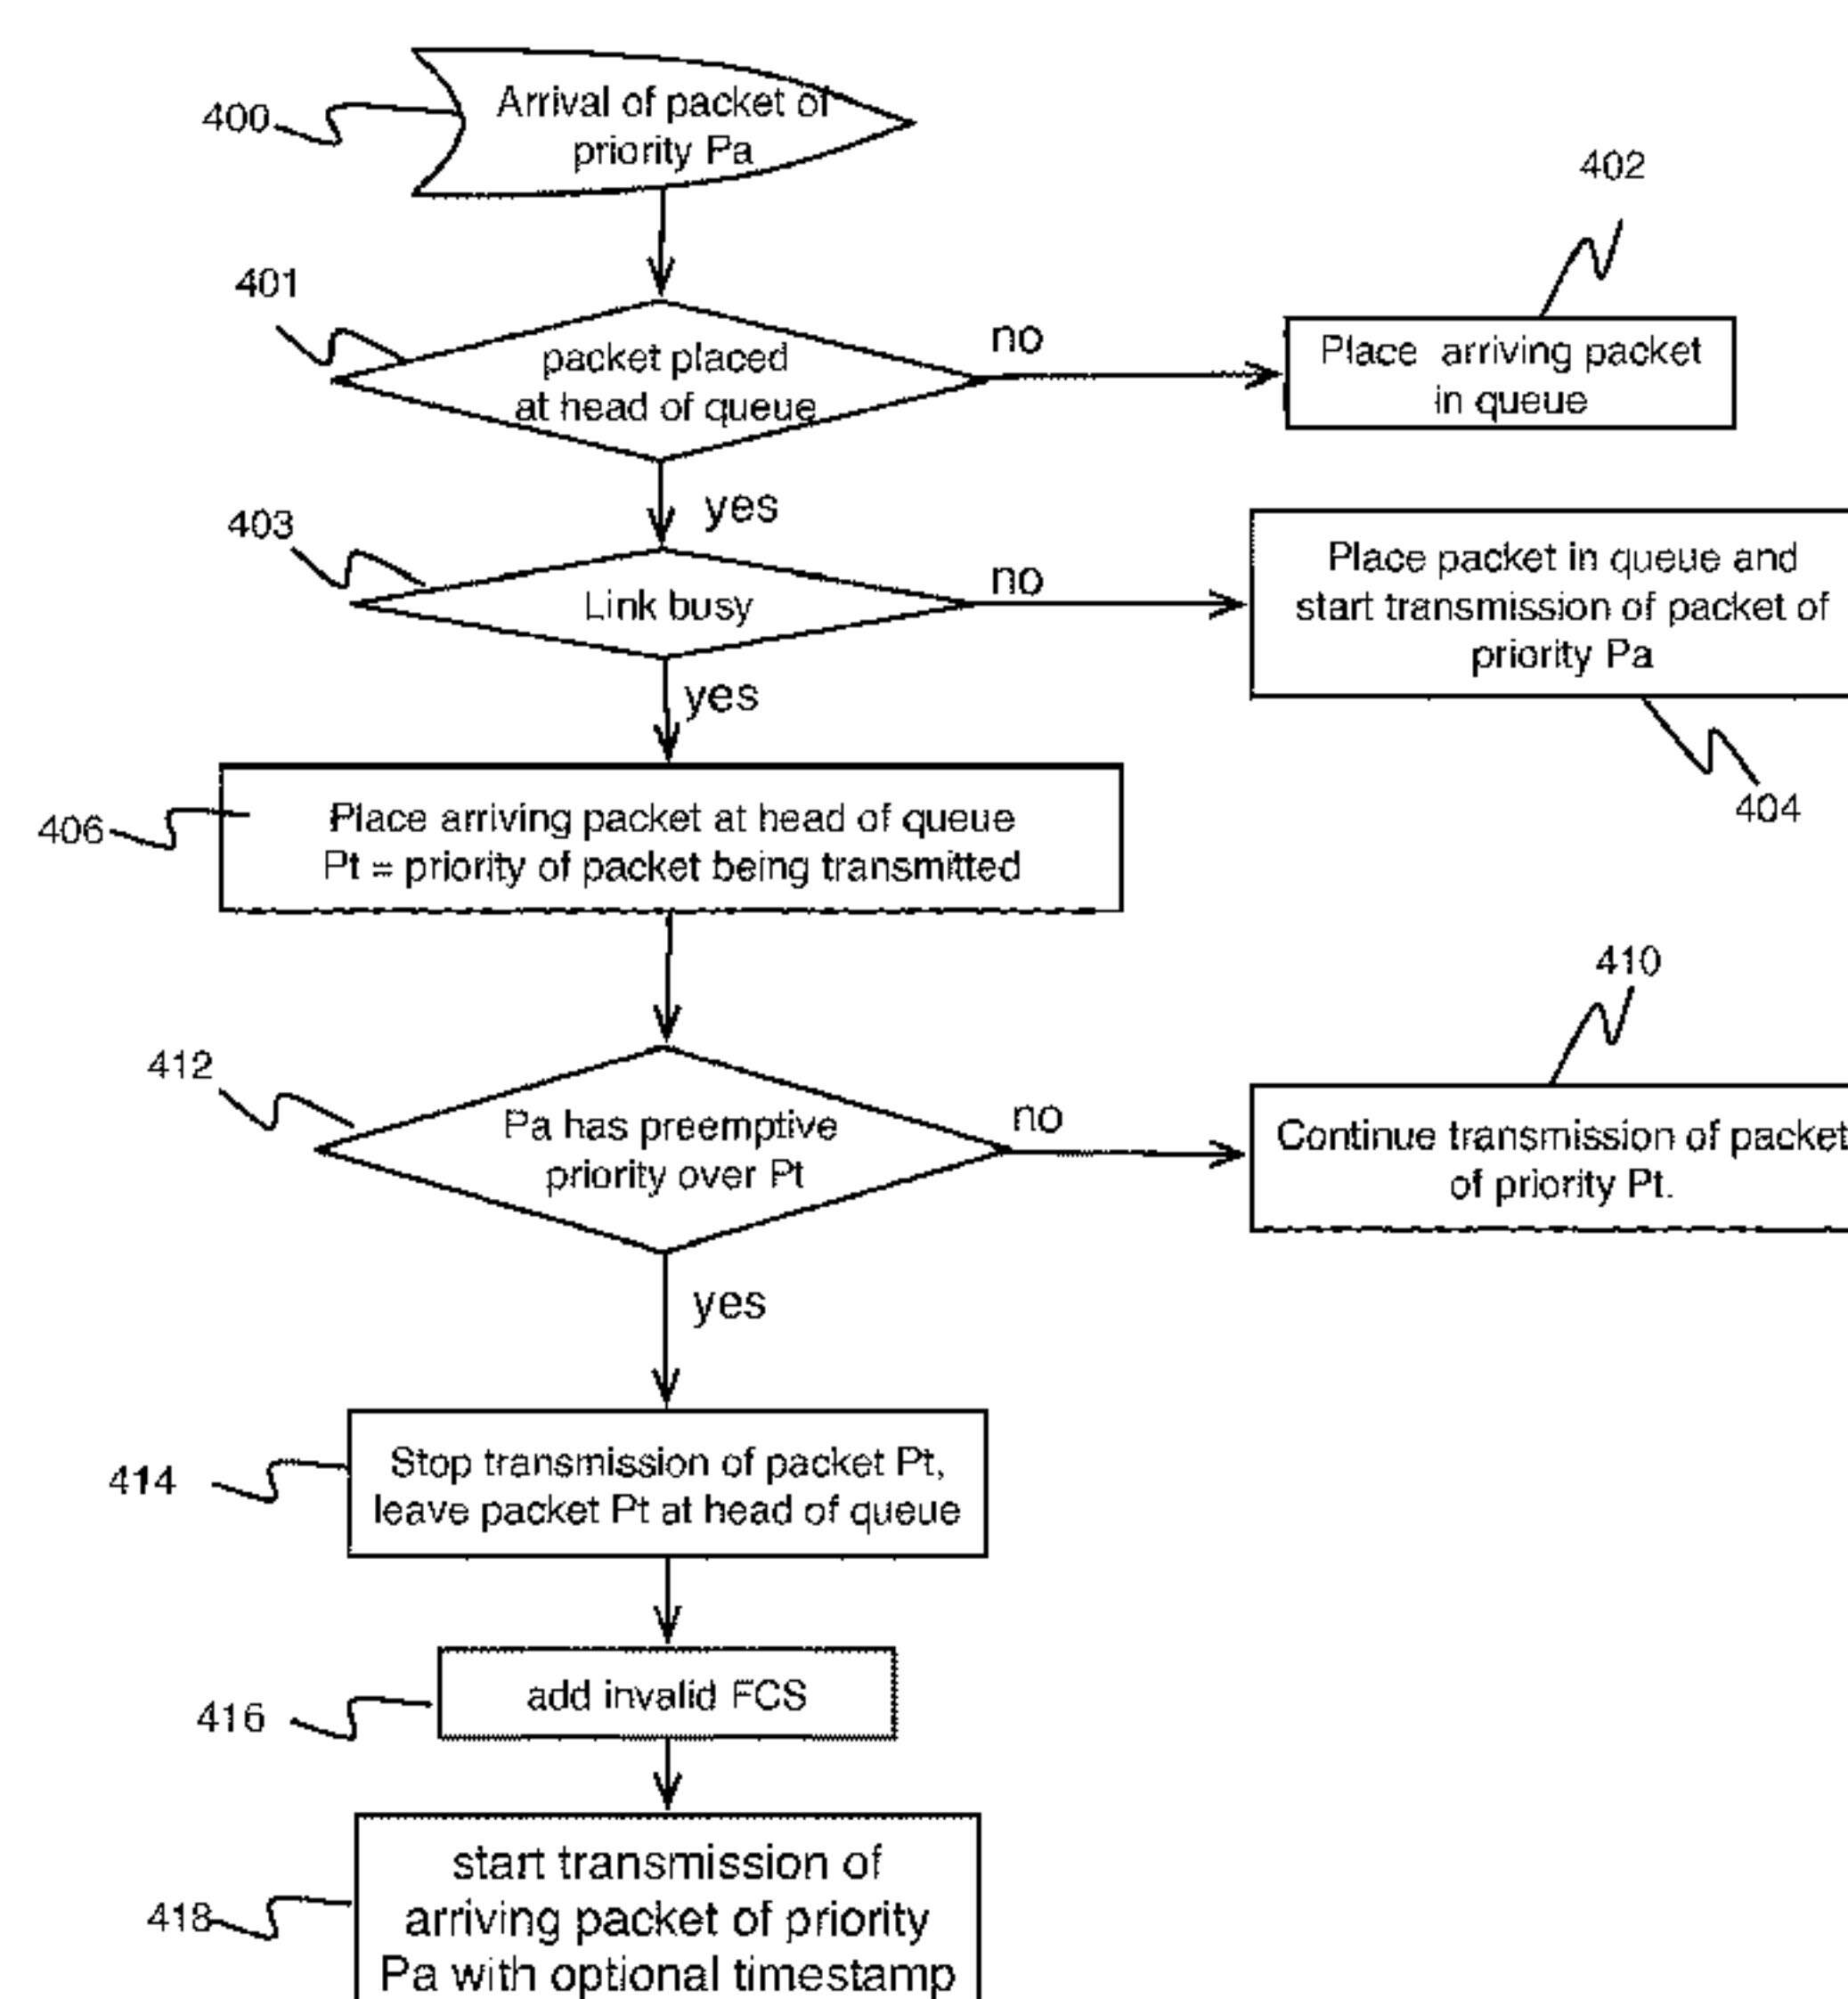 400
Arrival of packet of
priority Pa
402
401
packet placed
at head of queue
no
Place arriving packet
in queue
yes
403
Link busy
no
Place packet in queue and
start transmission of packet of
priority Pa
404
yes
406
Place arriving packet at head of queue
Pt = priority of packet being transmitted
410
412
Pa has preemptive
priority over Pt
no
Continue transmission of packet
of priority Pt.
yes
414
Stop transmission of packet Pt,
leave packet Pt at head of queue
416
add invalid FCS
418
start transmission of
arriving packet of priority
Pa with optional timestamp